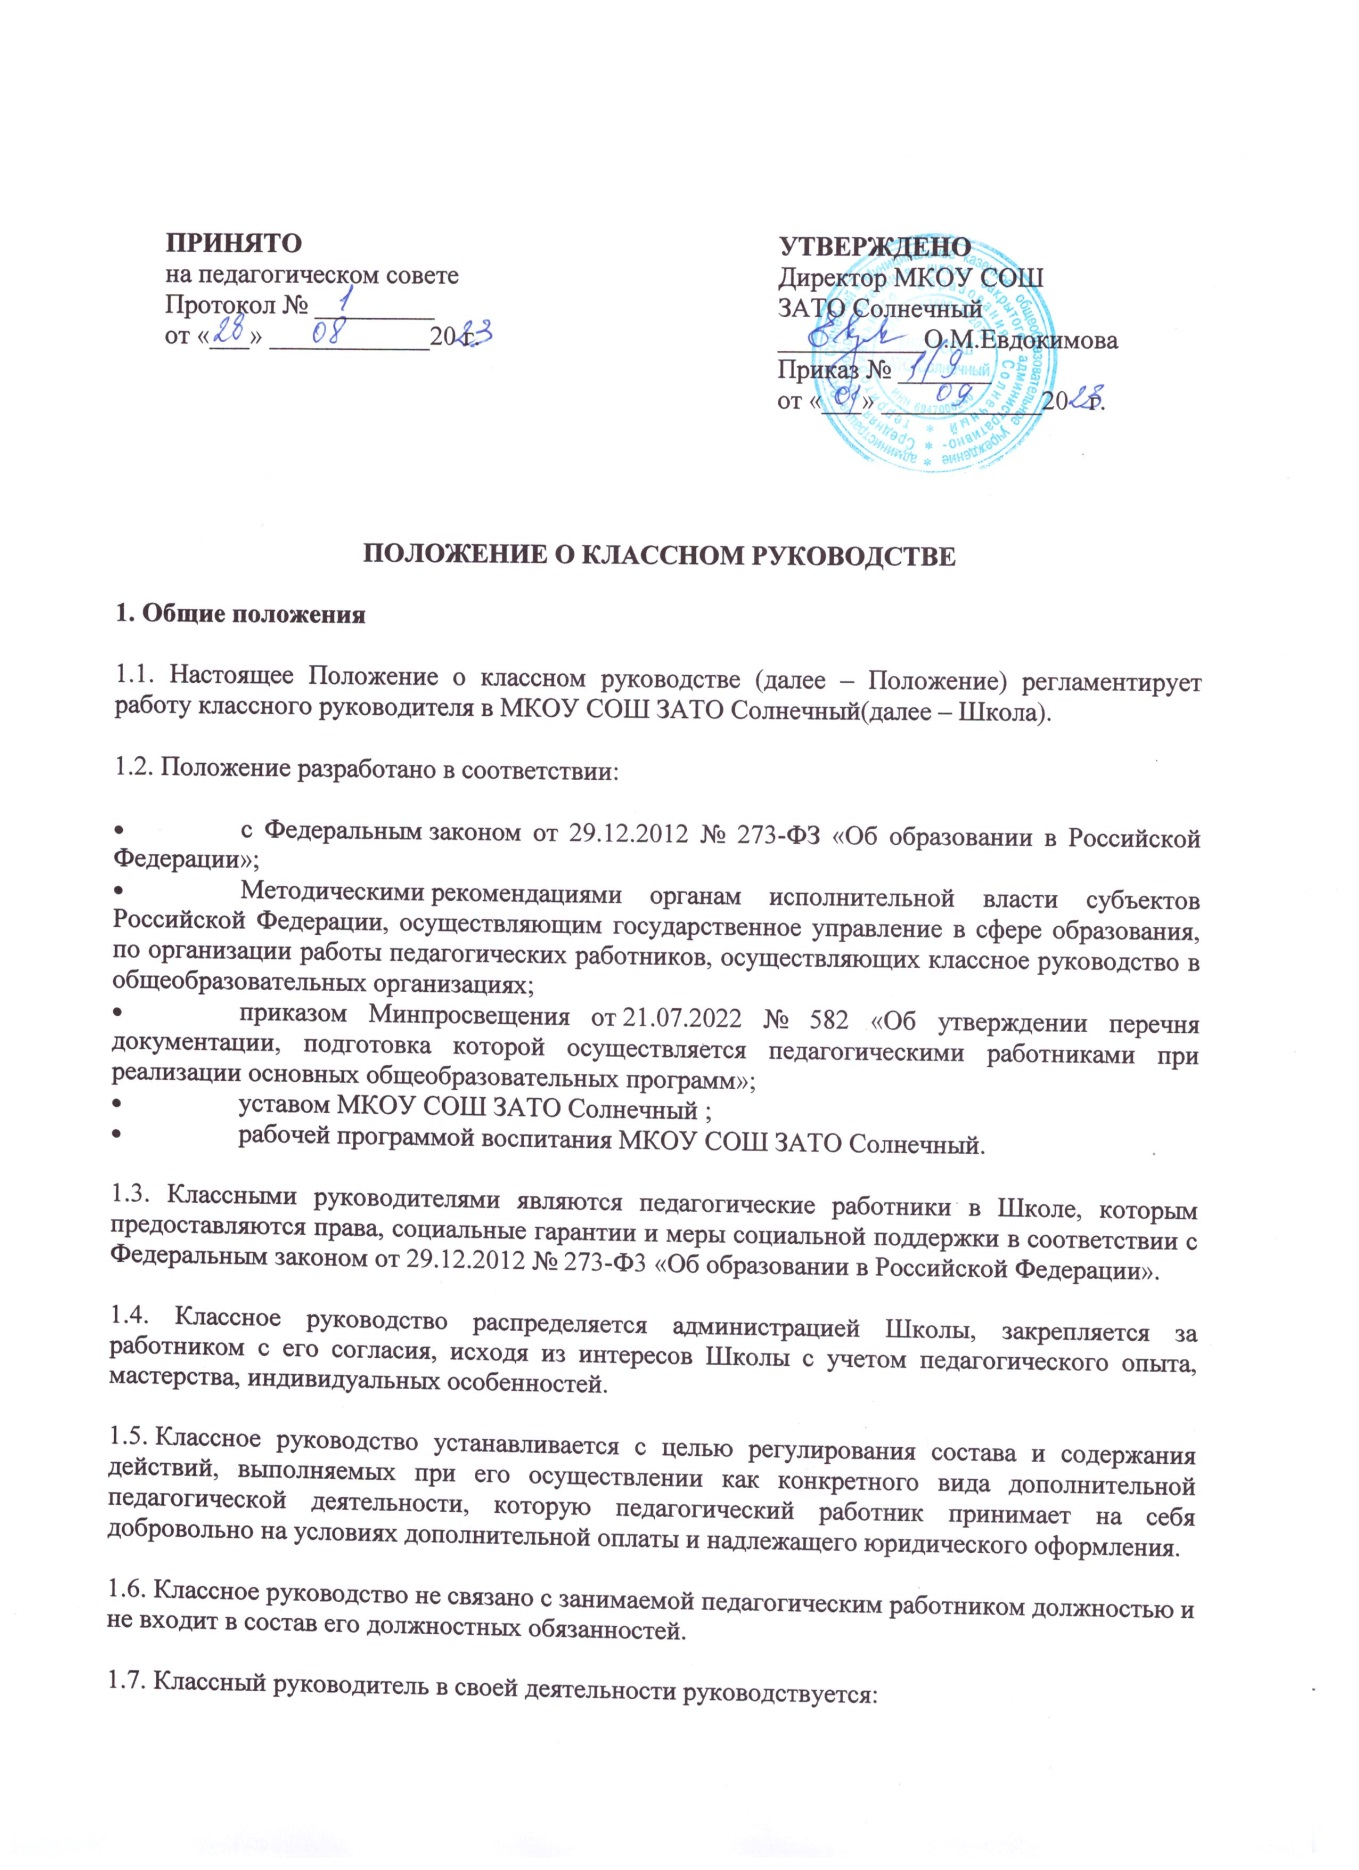 ПРИНЯТО
на педагогическом совете
Протокол № 1
от «28» 08 2023 г.
УТВЕРЖДЕНО
Директор МКОУ СОШ
ЗАТО Солнечный
О.М.Евдокимова
Приказ № 1/9
от «01» 09 2023 г.
ПОЛОЖЕНИЕ О КЛАССНОМ РУКОВОДСТВЕ
1. Общие положения
1.1. Настоящее Положение о классном руководстве (далее – Положение) регламентирует
работу классного руководителя в МКОУ СОШ ЗАТО Солнечный(далее – Школа).
1.2. Положение разработано в соответствии:
• с Федеральным законом от 29.12.2012 № 273-ФЗ «Об образовании в Российской
Федерации»;
• Методическими рекомендациями органам исполнительной власти субъектов
Российской Федерации, осуществляющим государственное управление в сфере образования,
по организации работы педагогических работников, осуществляющих классное руководство в
общеобразовательных организациях;
• приказом Минпросвещения от 21.07.2022 № 582 «Об утверждении перечня
документации, подготовка которой осуществляется педагогическими работниками при
реализации основных общеобразовательных программ»;
• уставом МКОУ СОШ ЗАТО Солнечный ;
• рабочей программой воспитания МКОУ СОШ ЗАТО Солнечный.
1.3. Классными руководителями являются педагогические работники в Школе, которым
предоставляются права, социальные гарантии и меры социальной поддержки в соответствии с
Федеральным законом от 29.12.2012 № 273-ФЗ «Об образовании в Российской Федерации».
1.4. Классное руководство распределяется администрацией Школы, закрепляется за
работником с его согласия, исходя из интересов Школы с учетом педагогического опыта,
мастерства, индивидуальных особенностей.
1.5. Классное руководство устанавливается с целью регулирования состава и содержания
действий, выполняемых при его осуществлении как конкретного вида дополнительной
педагогической деятельности, которую педагогический работник принимает на себя
добровольно на условиях дополнительной оплаты и надлежащего юридического оформления.
1.6. Классное руководство не связано с занимаемой педагогическим работником должностью и
не входит в состав его должностных обязанностей.
1.7. Классный руководитель в своей деятельности руководствуется: